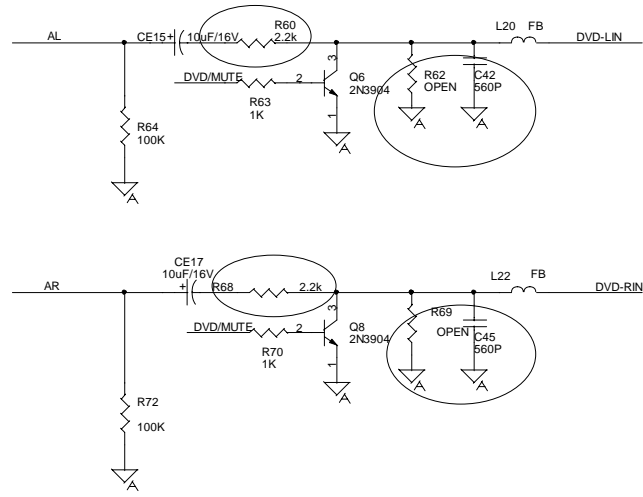 AL
CE15+
10uF/16V
R60
2.2k
L20 FB
DVD-LIN
DVD/MUTE
R63
1K
2
3
1
Q6
2N3904
R62
OPEN
C42
560P
R64
100K
A
A
A
A
CE17
10uF/16V
+
AR
R68
2.2k
L22 FB
DVD-RIN
DVD/MUTE
R70
1K
2
3
1
Q8
2N3904
R69
OPEN
C45
560P
R72
100K
A
A
A
A